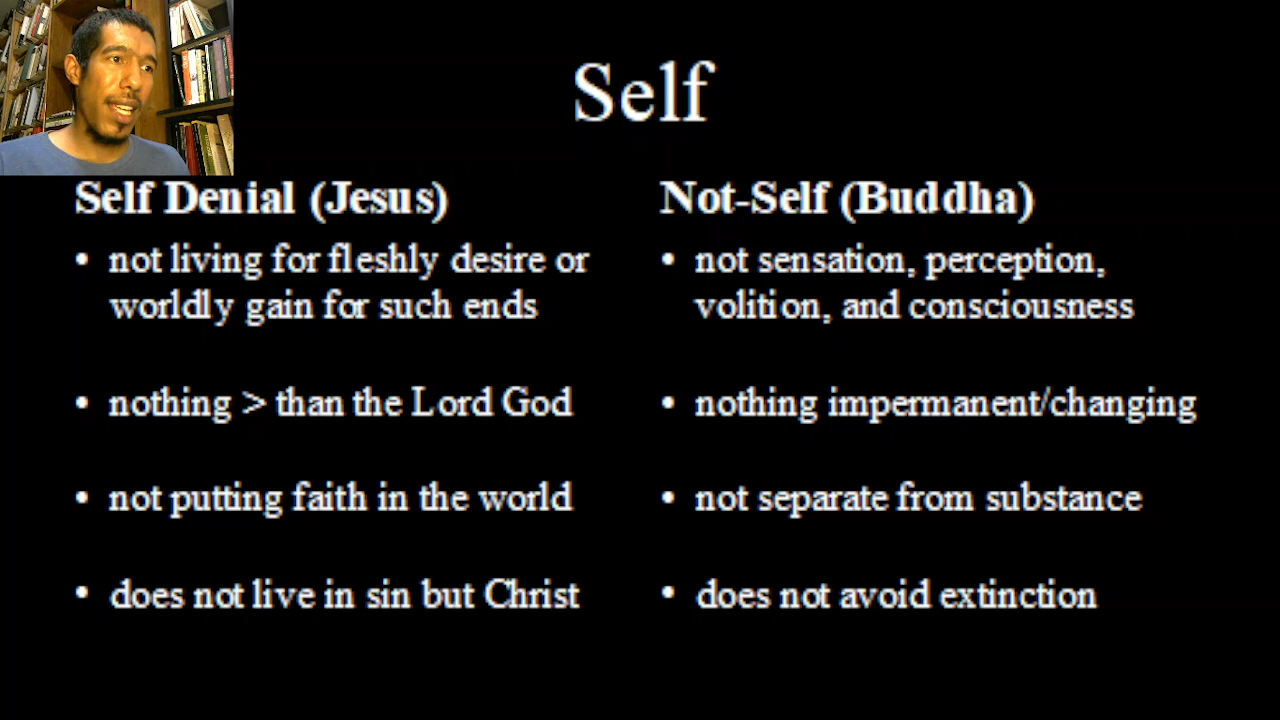 Self
Self Denial (Jesus)
• not living for fleshly desire or
worldly gain for such ends
• nothing > than the Lord God
• not putting faith in the world
• does not live in sin but Christ
Not-Self (Buddha)
• not sensation, perception,
volition, and consciousness
• nothing impermanent/changing
• not separate from substance
• does not avoid extinction